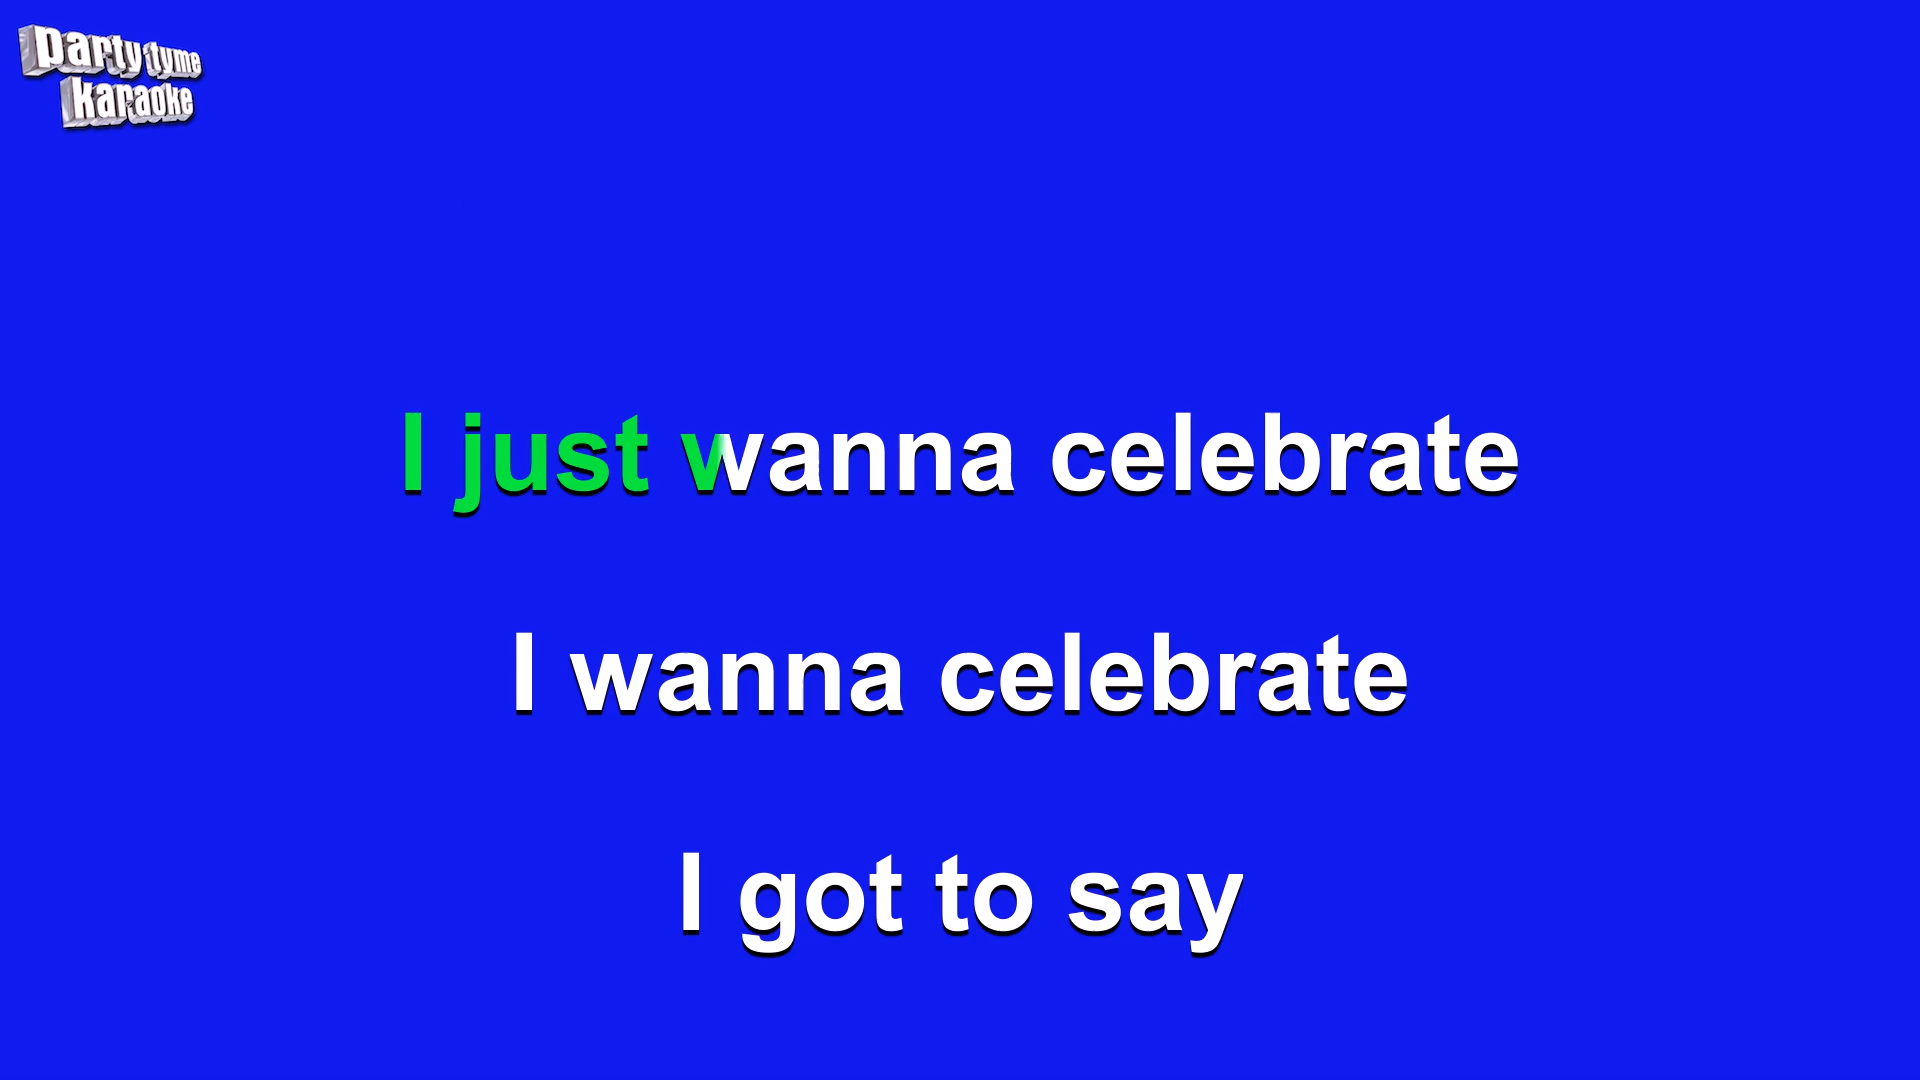 party tyme
karaoke
I just wanna celebrate
I wanna celebrate
I got to say